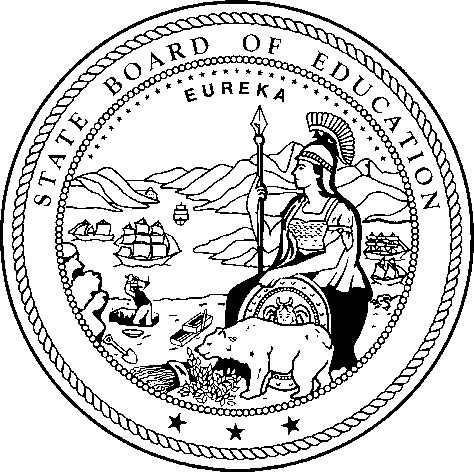 STATE BOARD OF EDUCATION
EUREKA